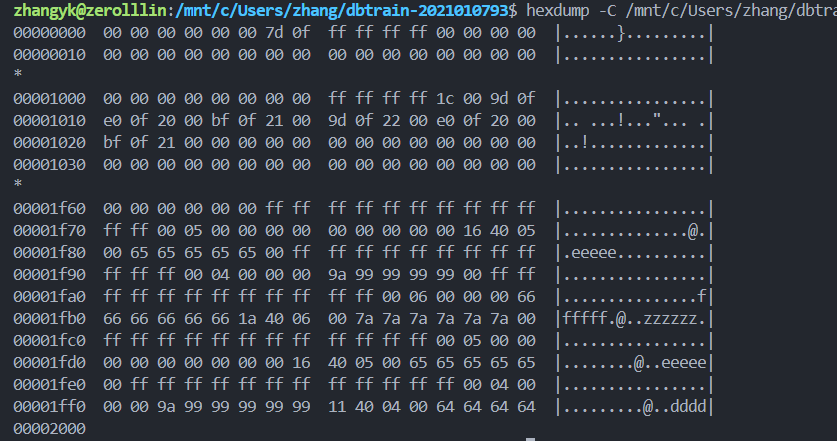 zhangyk@zerolllin:/mnt/c/Users/zhang/dbtrain-2021010793$ hexdump -C /mnt/c/Users/zhang/dbtra
00000000  00 00 00 00 00 00 7d 0f  ff ff ff ff 00 00 00 00  |......}.........|
00000010  00 00 00 00 00 00 00 00  00 00 00 00 00 00 00 00  |................|
*
00001000  00 00 00 00 00 00 00 00  ff ff ff ff 1c 00 9d 0f  |................|
00001010  e0 0f 20 00 bf 0f 21 00  9d 0f 22 00 e0 0f 20 00  |.. ...!..."... .|
00001020  bf 0f 21 00 00 00 00 00  00 00 00 00 00 00 00 00  |..!.............|
00001030  00 00 00 00 00 00 00 00  00 00 00 00 00 00 00 00  |................|
*
00001f60  00 00 00 00 00 00 ff ff  ff ff ff ff ff ff ff ff  |................|
00001f70  ff ff 00 05 00 00 00 00  00 00 00 00 00 16 40 05  |..............@.|
00001f80  00 65 65 65 65 65 00 ff  ff ff ff ff ff ff ff ff  |.eeeee..........|
00001f90  ff ff ff 00 04 00 00 00  9a 99 99 99 99 00 ff ff  |................|
00001fa0  ff ff ff ff ff ff ff ff  ff ff 00 06 00 00 00 66  |...............f|
00001fb0  66 66 66 66 66 1a 40 06  00 7a 7a 7a 7a 7a 7a 00  |fffff.@..zzzzzz.|
00001fc0  ff ff ff ff ff ff ff ff  ff ff ff ff 00 05 00 00  |................|
00001fd0  00 00 00 00 00 00 00 16  40 05 00 65 65 65 65 65  |........@..eeeee|
00001fe0  00 ff ff ff ff ff ff ff  ff ff ff ff ff 00 04 00  |................|
00001ff0  00 00 9a 99 99 99 99 99  11 40 04 00 64 64 64 64  |.........@..dddd|
00002000